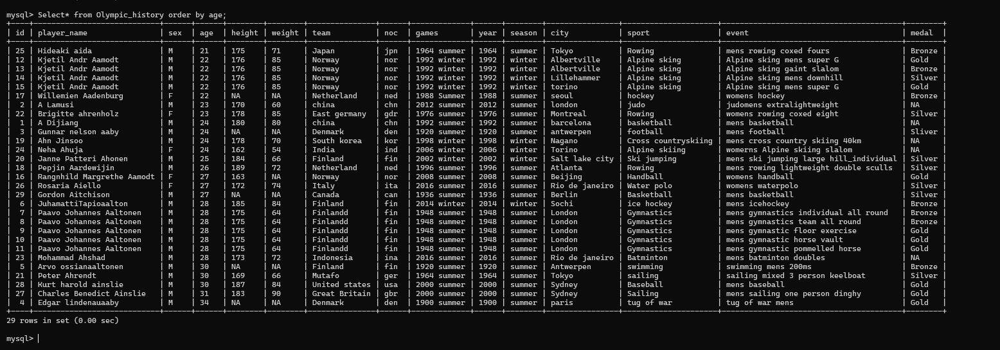 mysql> Select* from Olympic_history order by age;
| id | player_name | sex | age | height | weight | team | noc | games | year | season | city | sport | event | medal |
| 25 | Hideaki aida | M | 21 | 175 | 71 | Japan | jpn | 1964 summer | 1964 | summer | Tokyo | Rowing | mens rowing coxed fours | Bronze |
| 12 | Kjetil Andr Aamodt | M | 22 | 176 | 85 | Norway | nor | 1992 winter | 1992 | winter | Albertville | Alpine sking | Alpine sking mens super G | Gold |
| 13 | Kjetil Andr Aamodt | M | 22 | 176 | 85 | Norway | nor | 1992 winter | 1992 | winter | Albertville | Alpine sking | Alpine sking gaint slalom | Bronze |
| 14 | Kjetil Andr Aamodt | M | 22 | 176 | 85 | Norway | nor | 1992 winter | 1992 | winter | Lillehammer | Alpine sking | Alpine sking mens downhill | Silver |
| 15 | Kjetil Andr Aamodt | M | 22 | 176 | 85 | Norway | nor | 1992 winter | 1992 | winter | torino | Alpine sking | Alpine sking mens super G | Gold |
| 17 | Willemien Aadenburg | F | 22 | NA | NA | Netherland | ned | 1988 Summer | 1988 | summer | seoul | hockey | womens hockey | Bronze |
| 2 | A Lamusi | M | 23 | 170 | 60 | china | chn | 2012 summer | 2012 | summer | london | judo | judomens extralightweight | NA |
| 22 | Brigitte ahrenholz | F | 23 | 178 | 85 | East germany | gdr | 1976 summer | 1976 | summer | Montreal | Rowing | womens rowing coxed eight | Silver |
| 1 | A Dijiang | M | 24 | 180 | 80 | china | chn | 1992 summer | 1992 | summer | barcelona | basketball | mens basketball | NA |
| 3 | Gunnar nelson aaby | M | 24 | NA | NA | Denmark | den | 1920 summer | 1920 | summer | antwerpen | football | mens football | Sliver |
| 19 | Ahn Jinsoo | M | 24 | 178 | 70 | South korea | kor | 1998 winter | 1998 | winter | Nagano | Cross countryskiing | mens cross country skiing 40km | NA |
| 24 | Neha Ahuja | F | 24 | 162 | 54 | India | ind | 2006 winter | 2006 | winter | Torino | Alpine skiing | womerns Alpine skiing slalom | NA |
| 20 | Janne Patteri Ahonen | M | 25 | 184 | 66 | Finland | fin | 2002 winter | 2002 | winter | Salt lake city | Ski jumping | mens ski jumping large hill_individual | Silver |
| 18 | Pepjin Aardewijin | M | 26 | 189 | 72 | Netherland | ned | 1996 summer | 1996 | summer | Atlanta | Rowing | mens rowing lightweight double sculls | Silver |
| 16 | Rangnhild Margrethe Aamodt | F | 27 | 163 | NA | Norway | nor | 2008 summer | 2008 | summer | Beijing | Handball | womens handball | Gold |
| 26 | Rosaria Aiello | F | 27 | 172 | 74 | Italy | ita | 2016 summer | 2016 | summer | Rio de janeiro | Water polo | womens waterpolo | Silver |
| 29 | Gordon Aitchison | M | 27 | NA | NA | Canada | can | 1936 summer | 1936 | summer | Berlin | Basketball | mens basketball | Silver |
| 6 | JuhamattiTapioaalton | M | 28 | 185 | 84 | Finland | fin | 2014 winter | 2014 | winter | Sochi | ice hockey | mens icehockey | Bronze |
| 7 | Paavo Johannes Aaltonen | M | 28 | 175 | 64 | Finlandd | fin | 1948 summer | 1948 | summer | London | Gymnastics | mens gymnastics individual all round | Bronze |
| 8 | Paavo Johannes Aaltonen | M | 28 | 175 | 64 | Finlandd | fin | 1948 summer | 1948 | summer | London | Gymnastics | mens gymnastics team all round | Bronze |
| 9 | Paavo Johannes Aaltonen | M | 28 | 175 | 64 | Finlandd | fin | 1948 summer | 1948 | summer | London | Gymnastics | mens gymnastic floor exercise | Gold |
| 10 | Paavo Johannes Aaltonen | M | 28 | 175 | 64 | Finlandd | fin | 1948 summer | 1948 | summer | London | Gymnastics | mens gymnastic horse vault | Gold |
| 11 | Paavo Johannes Aaltonen | M | 28 | 175 | 64 | Finlandd | fin | 1948 summer | 1948 | summer | London | Gymnastics | mens gymnastic pommelled horse | Gold |
| 23 | Mohammad Ahshad | M | 28 | 173 | 72 | Indonesia | ina | 2016 summer | 2016 | summer | Rio de janeiro | Batminton | mens batminton doubles | NA |
| 5 | Arvo ossianaaltonen | M | 30 | NA | NA | Finland | fin | 1920 summer | 1920 | summer | Antwerpen | swimming | swimming mens 200ms | Bronze |
| 21 | Peter Ahrendt | M | 30 | 169 | 66 | Mutafo | ger | 1964 summer | 1964 | summer | Tokyo | sailing | sailing mixed 3 person keelboat | Silver |
| 28 | Kurt harold ainslie | M | 30 | 187 | 84 | United states | usa | 2000 summer | 2000 | summer | Sydney | Baseball | mens baseball | Gold |
| 27 | Charles Benedict Ainslie | M | 31 | 183 | 90 | Great Britain | gbr | 2000 summer | 2000 | summer | Sydney | Sailing | mens sailing one person dinghy | Gold |
| 4 | Edgar lindenauaaby | M | 34 | NA | NA | Denmark | den | 1900 summer | 1900 | summer | paris | tug of war | tug of war mens | Gold |
29 rows in set (0.00 sec)
mysql>